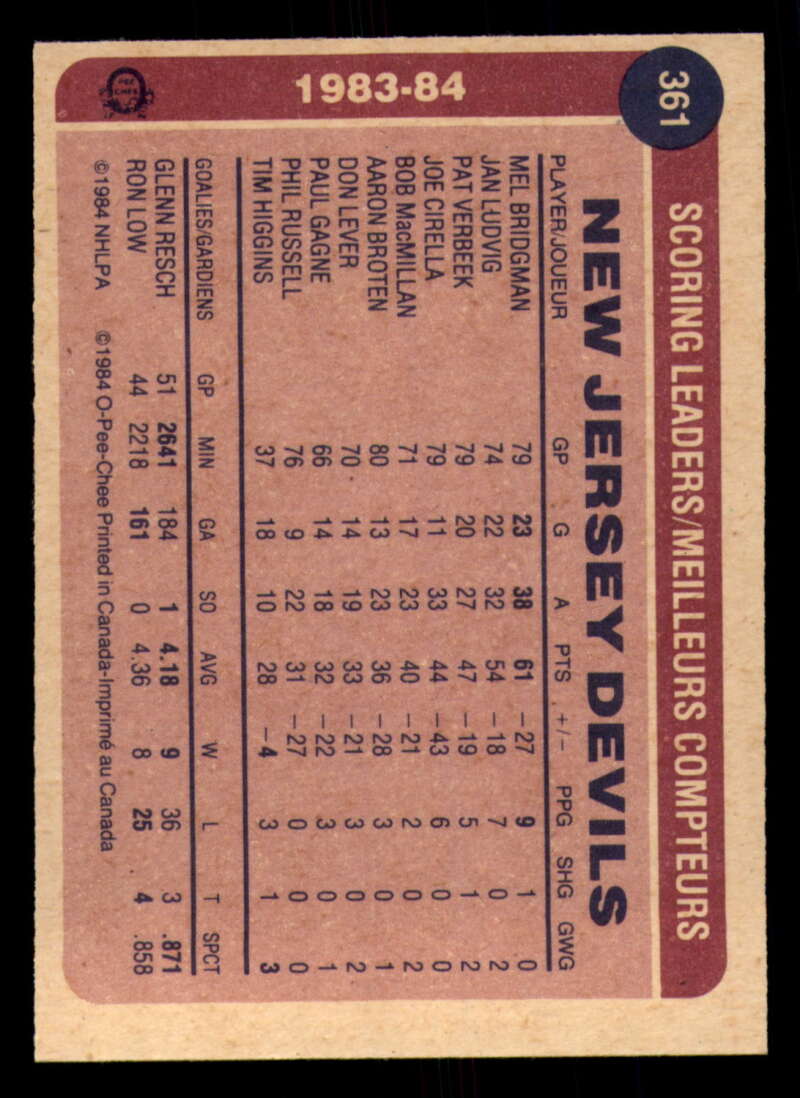 361
1983-84
O PEE CHEE
SCORING LEADERS/MEILLEURS COMPTEURS
NEW JERSEY DEVILS
PLAYER/JOUEUR GP G A PTS +/− PPG SHG GWG
MEL BRIDGMAN 79 23 38 61 −27 9 1 0
JAN LUDVIG 74 22 32 54 −18 7 0 2
PAT VERBEEK 79 20 27 47 −19 5 1 2
JOE CIRELLA 79 11 33 44 −43 6 0 0
BOB MacMILLAN 71 17 23 40 −21 2 0 2
AARON BROTEN 80 13 23 36 −28 3 0 1
DON LEVER 70 14 19 33 −21 3 0 2
PAUL GAGNE 66 14 18 32 −22 3 0 1
PHIL RUSSELL 76 9 22 31 −27 0 0 0
TIM HIGGINS 37 18 10 28 −4 3 1 3
GOALIES/GARDIENS GP MIN GA SO AVG W L T SPCT
GLENN RESCH 51 2641 184 1 4.18 9 36 3 .871
RON LOW 44 2218 161 0 4.36 8 25 4 .858
©1984 NHLPA ©1984 O-Pee-Chee Printed in Canada-Imprimé au Canada